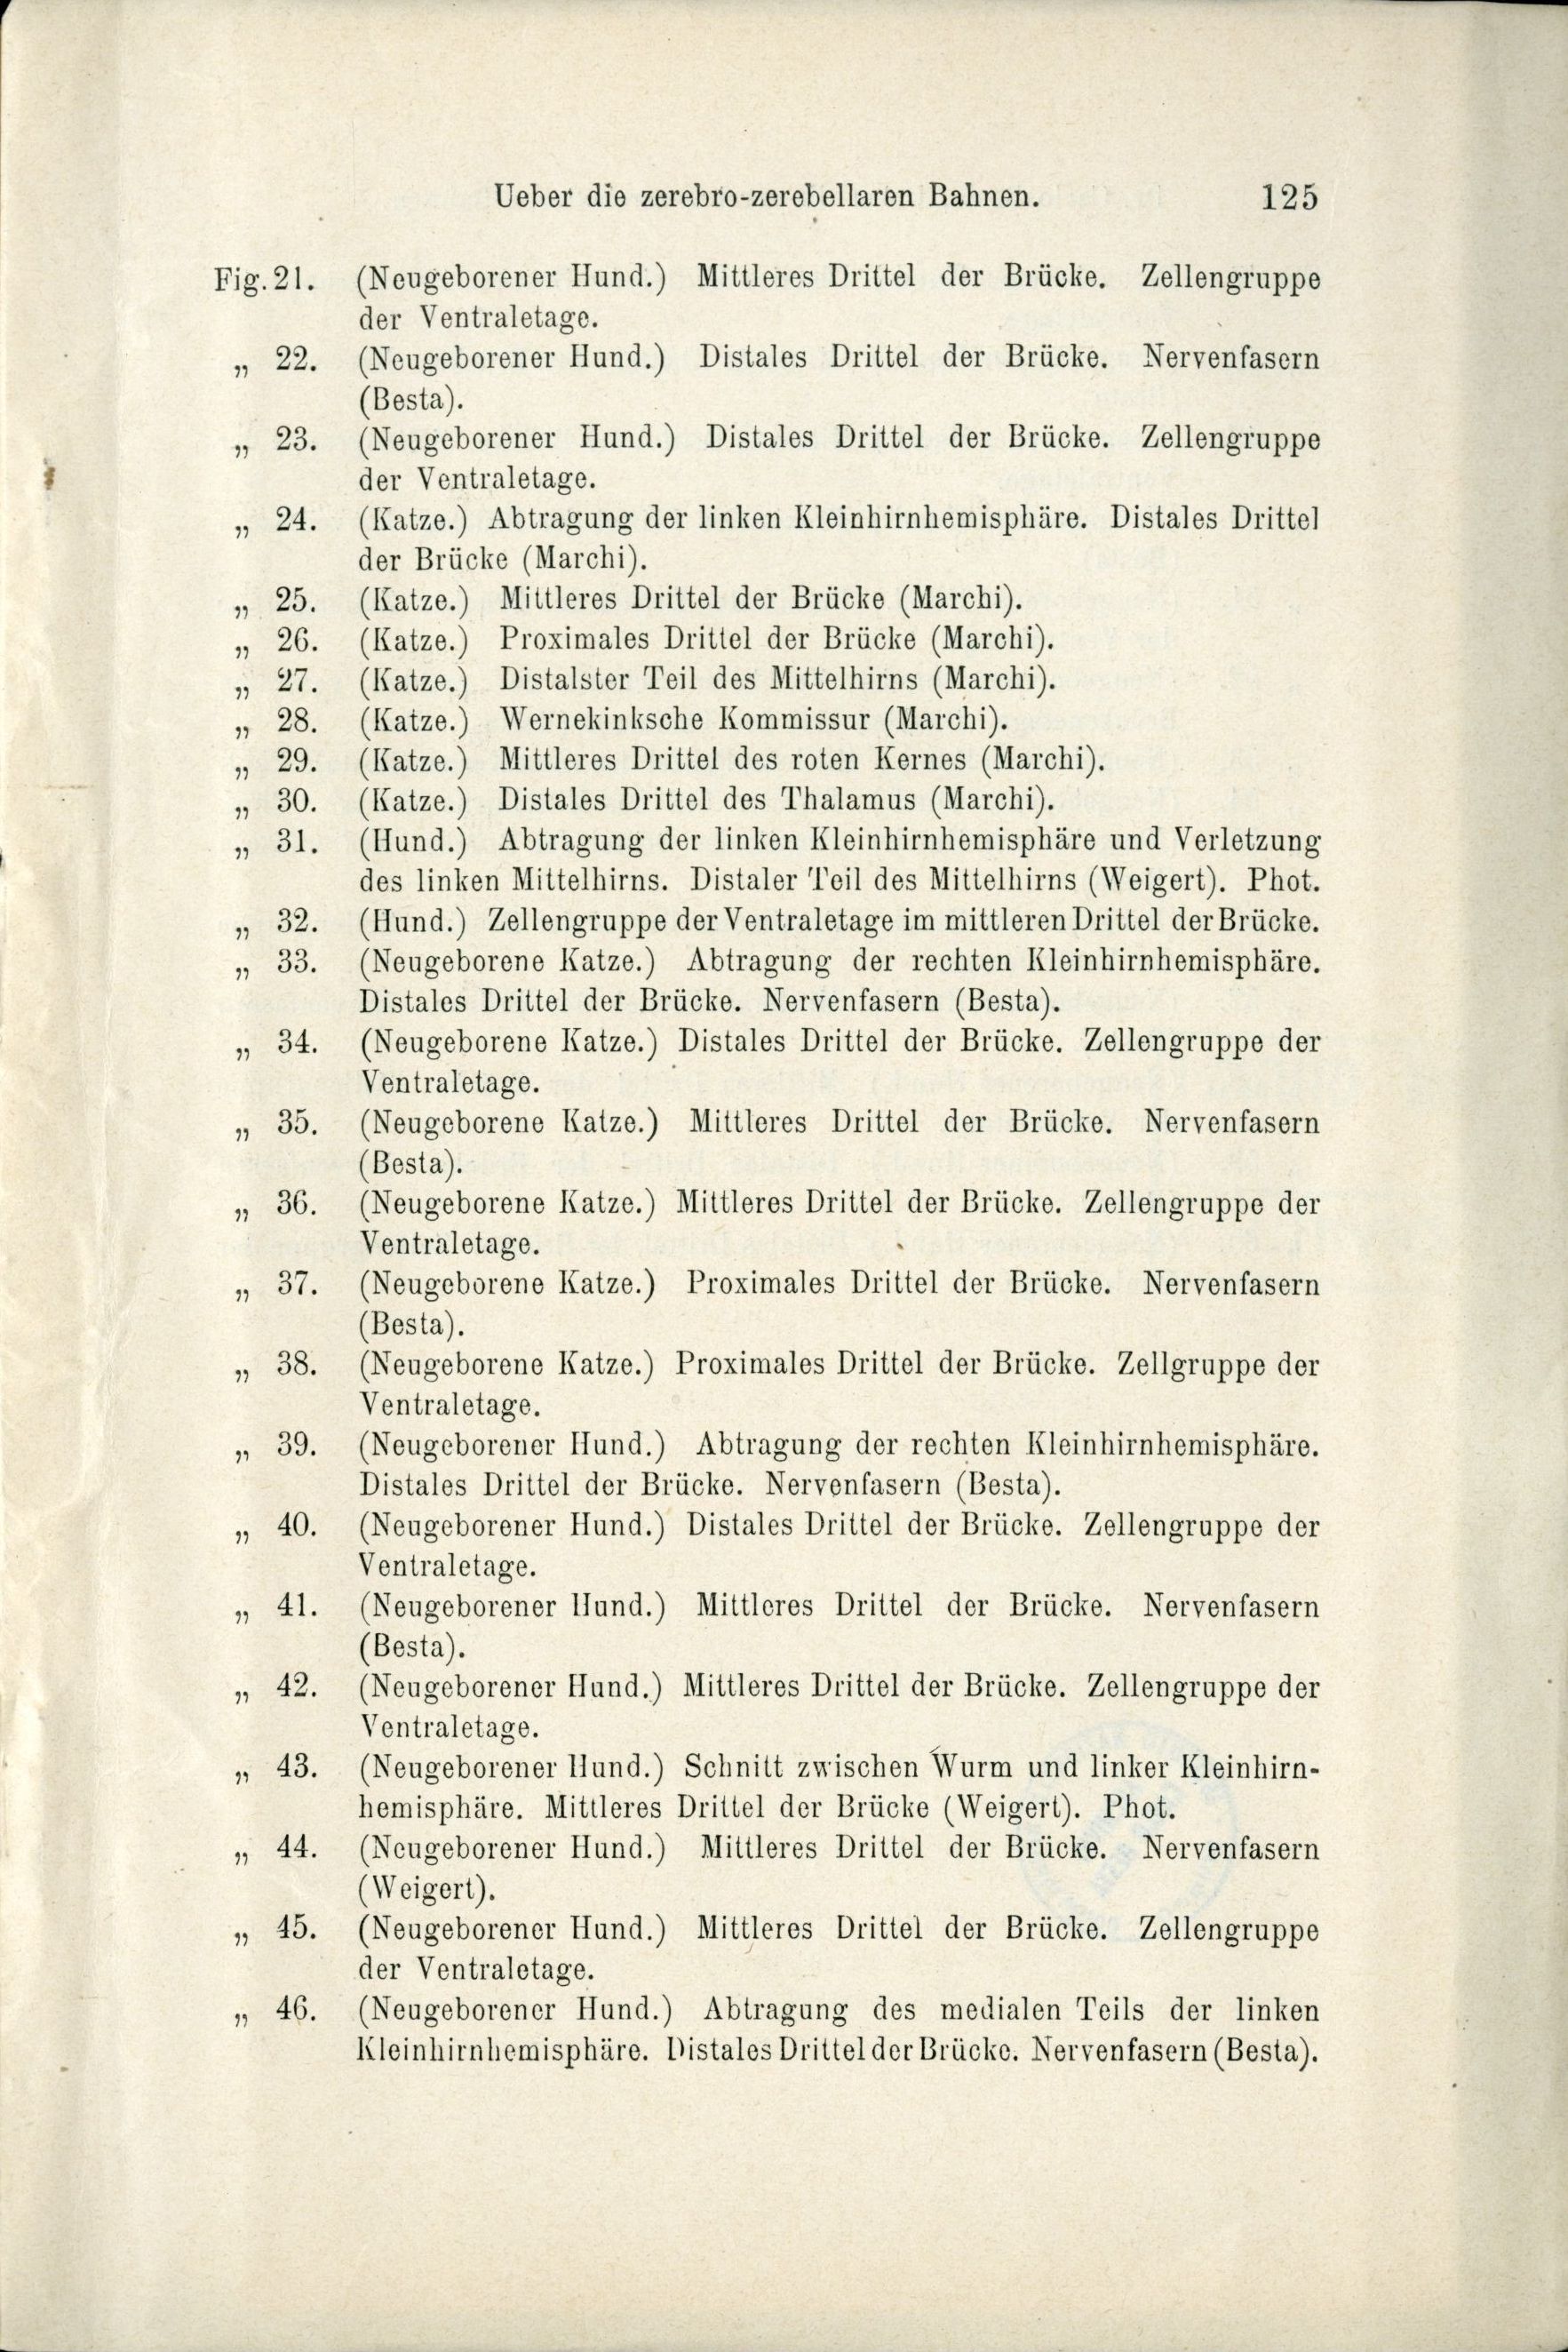 Ueber die zerebro-zerebellaren Bahnen. 125
Fig. 21. (Neugeborener Hund.) Mittleres Drittel der Brücke. Zellengruppe
der Ventraletage.
„ 22. (Neugeborener Hund.) Distales Drittel der Brücke. Nervenfasern
(Besta).
„ 23. (Neugeborener Hund.) Distales Drittel der Brücke. Zellengruppe
der Ventraletage.
„ 24. (Katze.) Abtragung der linken Kleinhirnhemisphäre. Distales Drittel
der Brücke (Marchi).
„ 25. (Katze.) Mittleres Drittel der Brücke (Marchi).
„ 26. (Katze.) Proximales Drittel der Brücke (Marchi).
„ 27. (Katze.) Distalster Teil des Mittelhirns (Marchi).
„ 28. (Katze.) Wernekinksche Kommissur (Marchi).
„ 29. (Katze.) Mittleres Drittel des roten Kernes (Marchi).
„ 30. (Katze.) Distales Drittel des Thalamus (Marchi).
„ 31. (Hund.) Abtragung der linken Kleinhirnhemisphäre und Verletzung
des linken Mittelhirns. Distaler Teil des Mittelhirns (Weigert). Phot.
„ 32. (Hund.) Zellengruppe der Ventraletage im mittleren Drittel der Brücke.
„ 33. (Neugeborene Katze.) Abtragung der rechten Kleinhirnhemisphäre.
Distales Drittel der Brücke. Nervenfasern (Besta).
„ 34. (Neugeborene Katze.) Distales Drittel der Brücke. Zellengruppe der
Ventraletage.
„ 35. (Neugeborene Katze.) Mittleres Drittel der Brücke. Nervenfasern
(Besta).
„ 36. (Neugeborene Katze.) Mittleres Drittel der Brücke. Zellengruppe der
Ventraletage.
„ 37. (Neugeborene Katze.) Proximales Drittel der Brücke. Nervenfasern
(Besta).
„ 38. (Neugeborene Katze.) Proximales Drittel der Brücke. Zellgruppe der
Ventraletage.
„ 39. (Neugeborener Hund.) Abtragung der rechten Kleinhirnhemisphäre.
Distales Drittel der Brücke. Nervenfasern (Besta).
„ 40. (Neugeborener Hund.) Distales Drittel der Brücke. Zellengruppe der
Ventraletage.
„ 41. (Neugeborener Hund.) Mittleres Drittel der Brücke. Nervenfasern
(Besta).
„ 42. (Neugeborener Hund.) Mittleres Drittel der Brücke. Zellengruppe der
Ventraletage.
„ 43. (Neugeborener Hund.) Schnitt zwischen Wurm und linker Kleinhirn-
hemisphäre. Mittleres Drittel der Brücke (Weigert). Phot.
„ 44. (Neugeborener Hund.) Mittleres Drittel der Brücke. Nervenfasern
(Weigert).
„ 45. (Neugeborener Hund.) Mittleres Drittel der Brücke. Zellengruppe
der Ventraletage.
„ 46. (Neugeborener Hund.) Abtragung des medialen Teils der linken
Kleinhirnhemisphäre. Distales Drittel der Brücke. Nervenfasern (Besta).